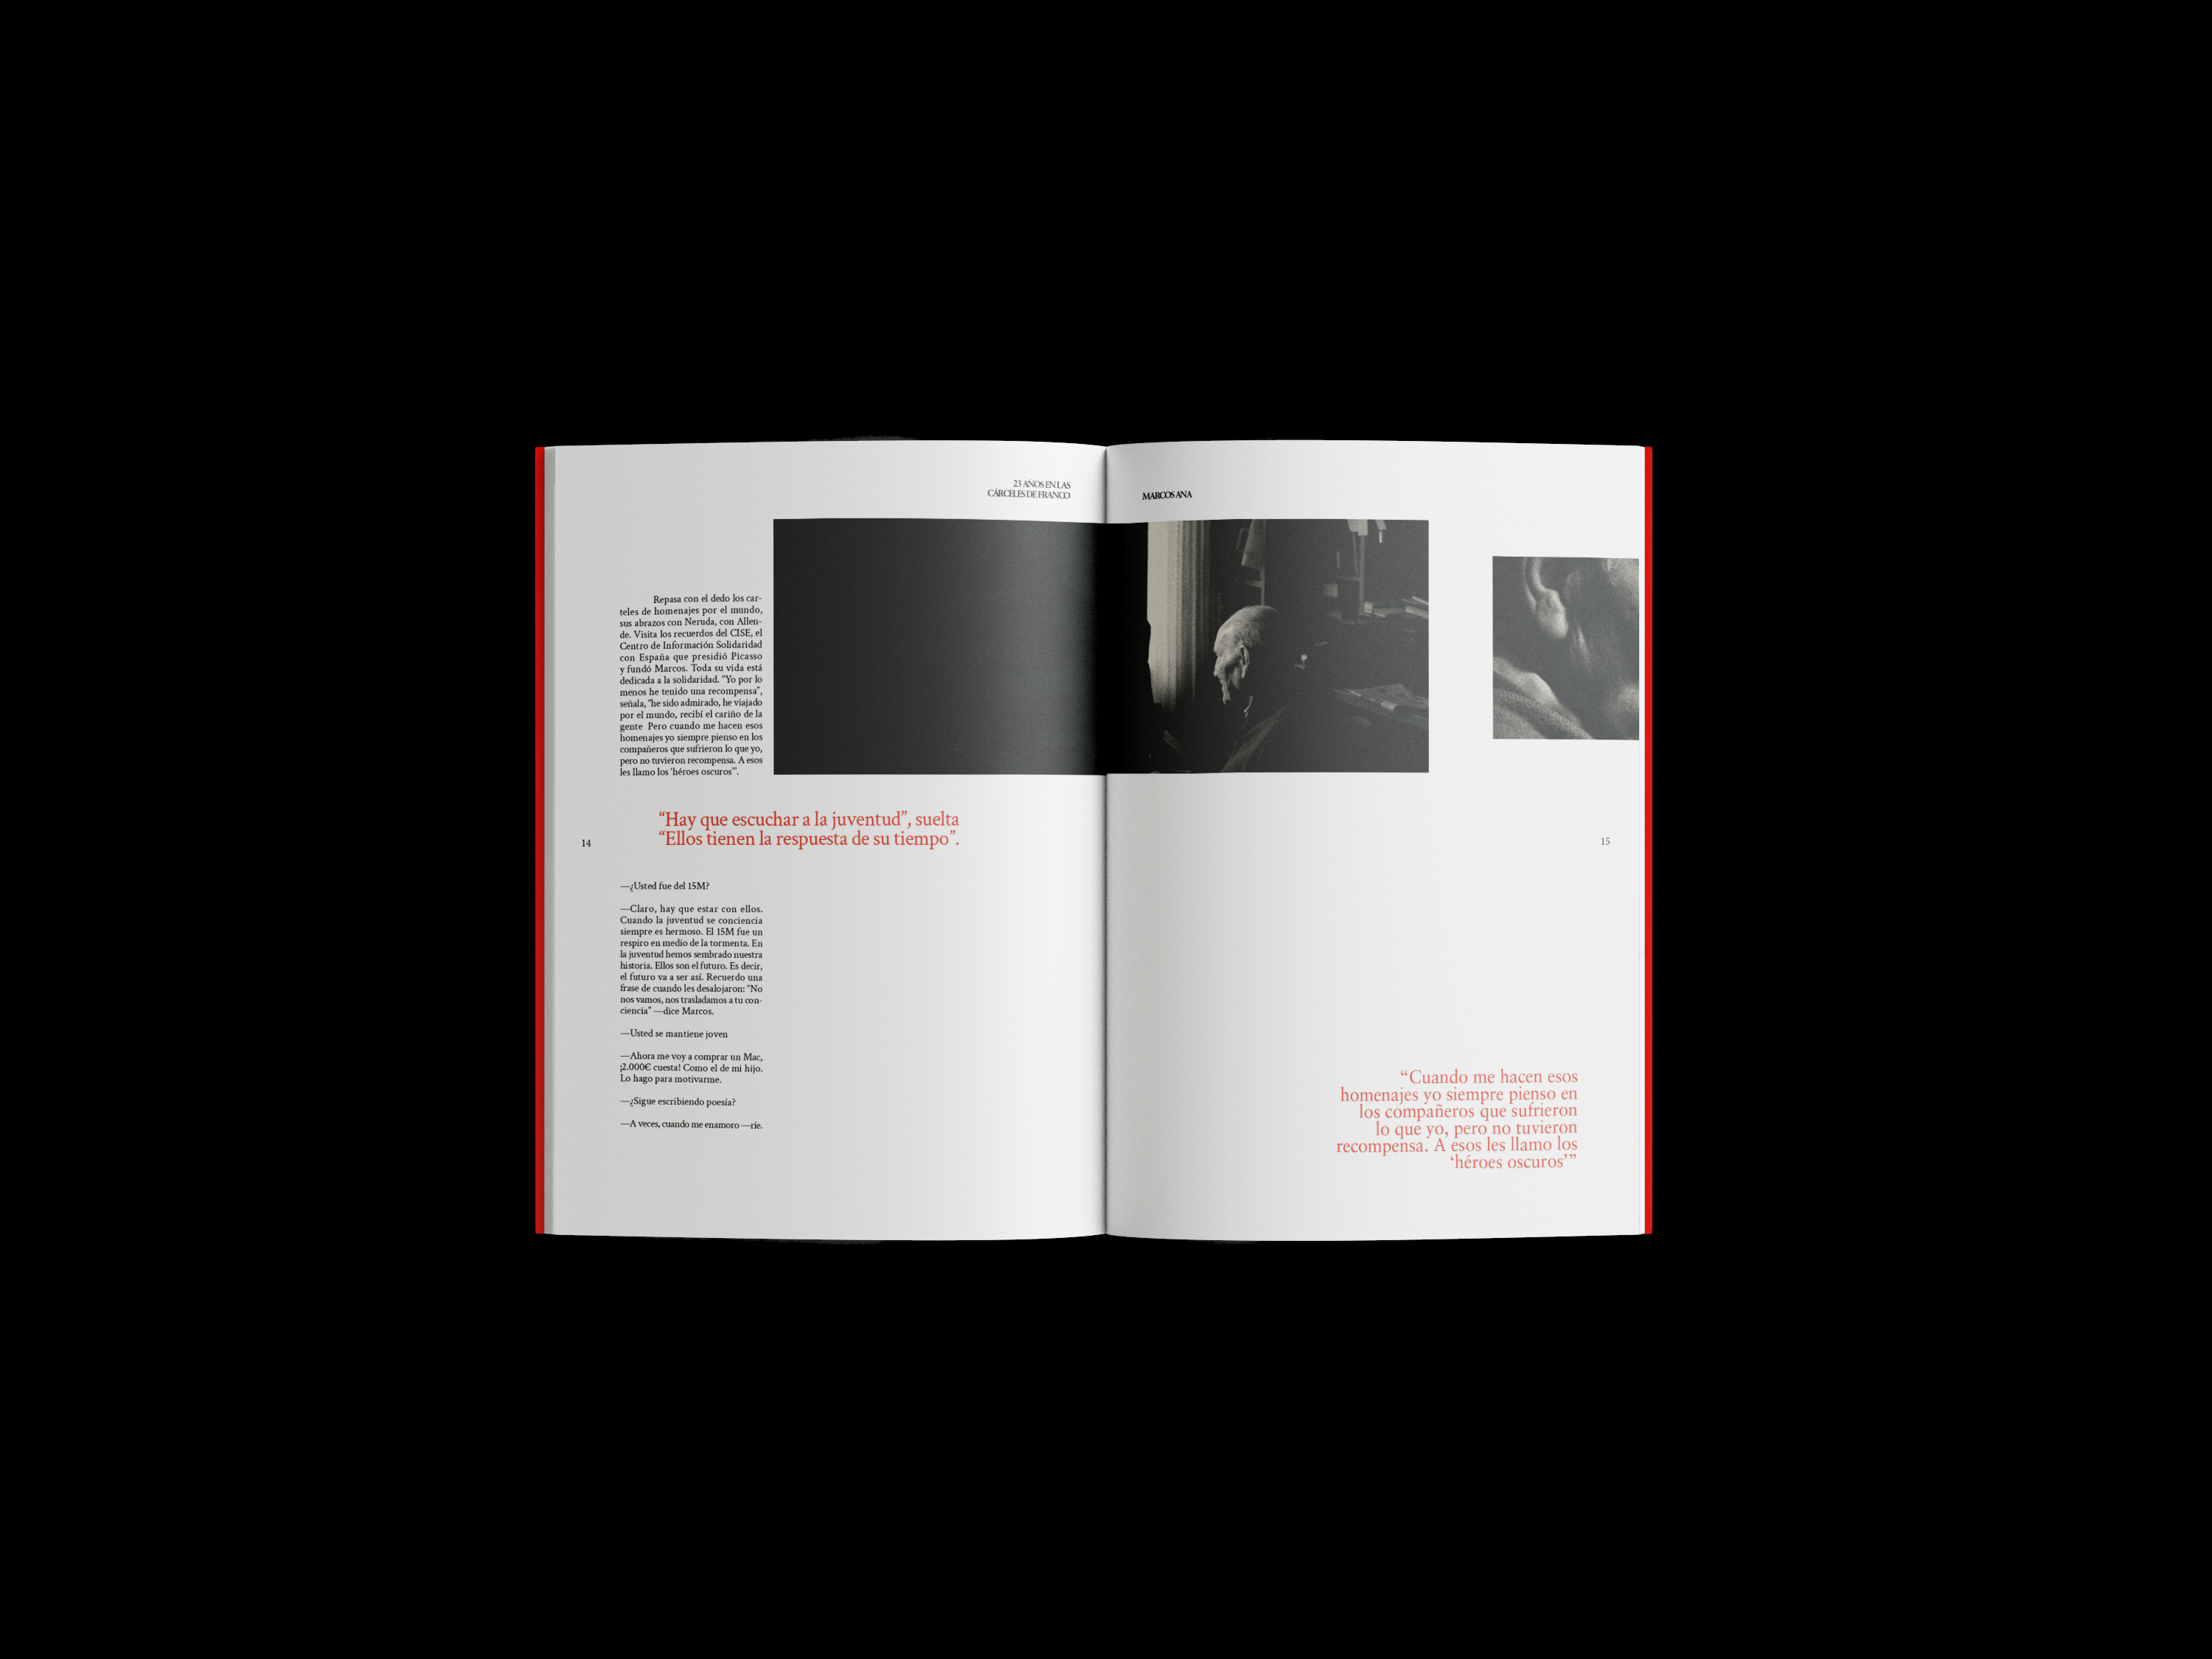 23 AÑOS EN LAS
CÁRCELES DE FRANCO
Repasa con el dedo los car-
teles de homenajes por el mundo,
sus abrazos con Neruda, con Allen-
de. Visita los recuerdos del CISE, el
Centro de Información Solidaridad
con España que presidió Picasso
y fundó Marcos. Toda su vida está
dedicada a la solidaridad. “Yo por lo
menos he tenido una recompensa”,
señala, “he sido admirado, he viajado
por el mundo, recibí el cariño de la
gente Pero cuando me hacen esos
homenajes yo siempre pienso en los
compañeros que sufrieron lo que yo,
pero no tuvieron recompensa. A esos
les llamo los ‘héroes oscuros’”.
“Hay que escuchar a la juventud”, suelta
“Ellos tienen la respuesta de su tiempo”.
14
—¿Usted fue del 15M?
—Claro, hay que estar con ellos.
Cuando la juventud se conciencia
siempre es hermoso. El 15M fue un
respiro en medio de la tormenta. En
la juventud hemos sembrado nuestra
historia. Ellos son el futuro. Es decir,
el futuro va a ser así. Recuerdo una
frase de cuando les desalojaron: “No
nos vamos, nos trasladamos a tu con-
ciencia” —dice Marcos.
—Usted se mantiene joven
—Ahora me voy a comprar un Mac,
¡2.000€ cuesta! Como el de mi hijo.
Lo hago para motivarme.
—¿Sigue escribiendo poesía?
—A veces, cuando me enamoro —ríe.
MARCOS ANA
15
“Cuando me hacen esos
homenajes yo siempre pienso en
los compañeros que sufrieron
lo que yo, pero no tuvieron
recompensa. A esos les llamo los
‘héroes oscuros’”